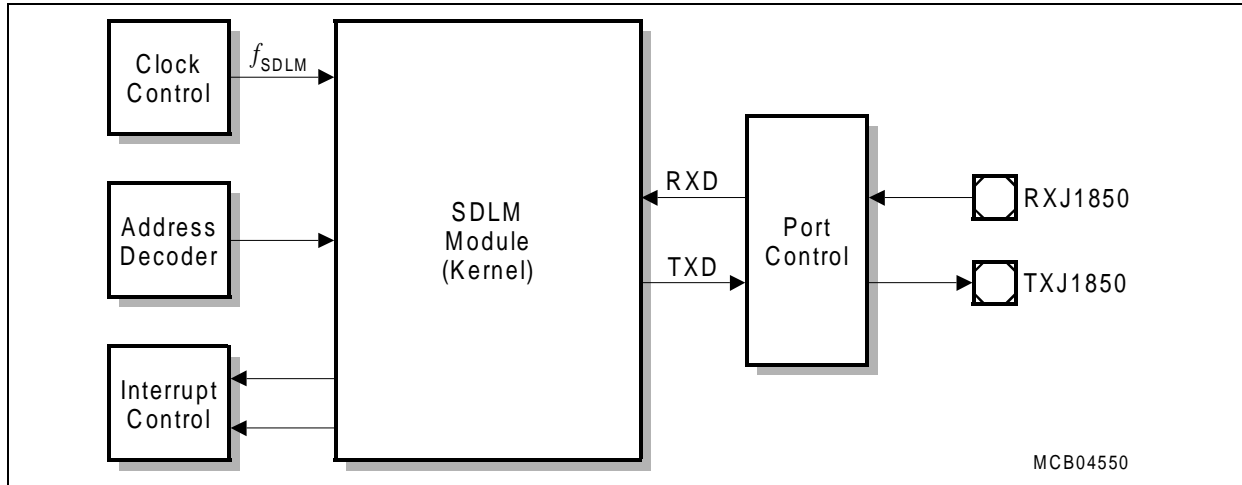 Clock
Control
fSDLM
Address
Decoder
Interrupt
Control
SDLM
Module
(Kernel)
RXD
TXD
Port
Control
RXJ1850
TXJ1850
MCB04550